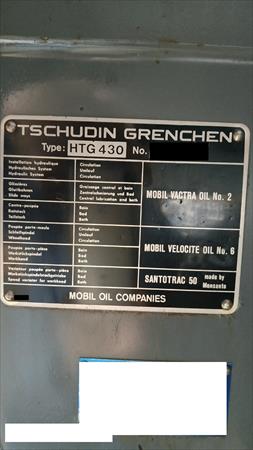 TSCHUDIN GRENCHEN
Type: HTG 430 No.
Installation hydraulique
Hydraulisches System
Hydraulic System
Circulation
Umlauf
Circulation
Glissières
Gleitbahnen
Slide ways
Graissage central et bain
Zentralschmierung und Bad
Central lubrication and bath
MOBIL VACTRA OIL No. 2
Contre-poupée
Reitstock
Tailstock
Bain
Bad
Bath
Poupée porte-meule
Schleifspindel
Wheelhead
Circulation
Umlauf
Circulation
MOBIL VELOCITE OIL No. 6
Poupée porte-pièce
Werkstückspindel
Workhead
Bain
Bad
Bath
Variateur poupée porte-pièce
Werkstückspindelstockgetriebe
Speed variator for workhead
Bain
Bad
Bath
SANTOTRAC 50
made by
Monsanto
MOBIL OIL COMPANIES